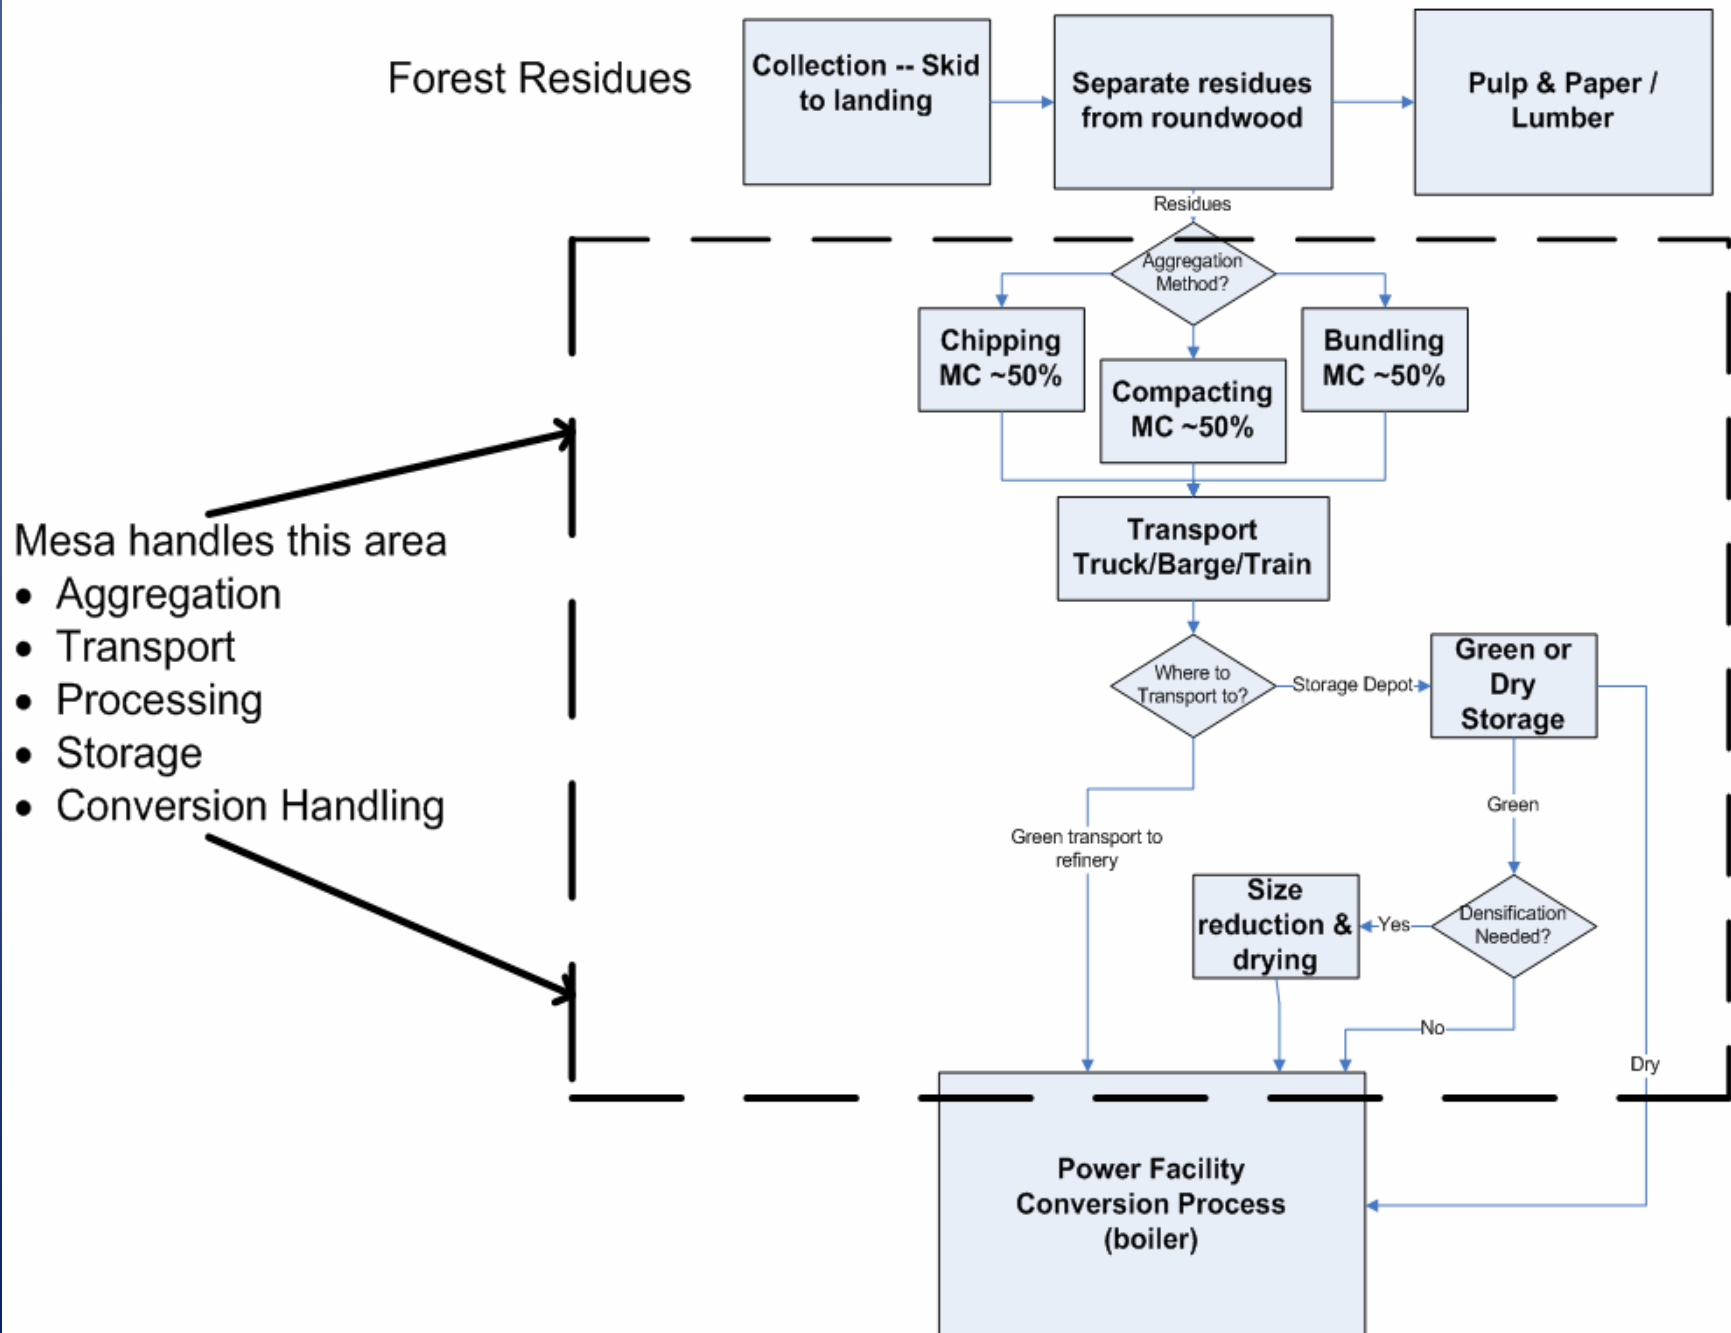 Forest Residues
Collection -- Skid
to landing
Separate residues
from roundwood
Pulp & Paper /
Lumber
Residues
Aggregation
Method?
Chipping
MC ~50%
Compacting
MC ~50%
Bundling
MC ~50%
Transport
Truck/Barge/Train
Mesa handles this area
• Aggregation
• Transport
• Processing
• Storage
• Conversion Handling
Where to
Transport to?
Storage Depot
Green or
Dry
Storage
Green
Green transport to
refinery
Densification
Needed?
Yes
Size
reduction &
drying
No
Dry
Power Facility
Conversion Process
(boiler)